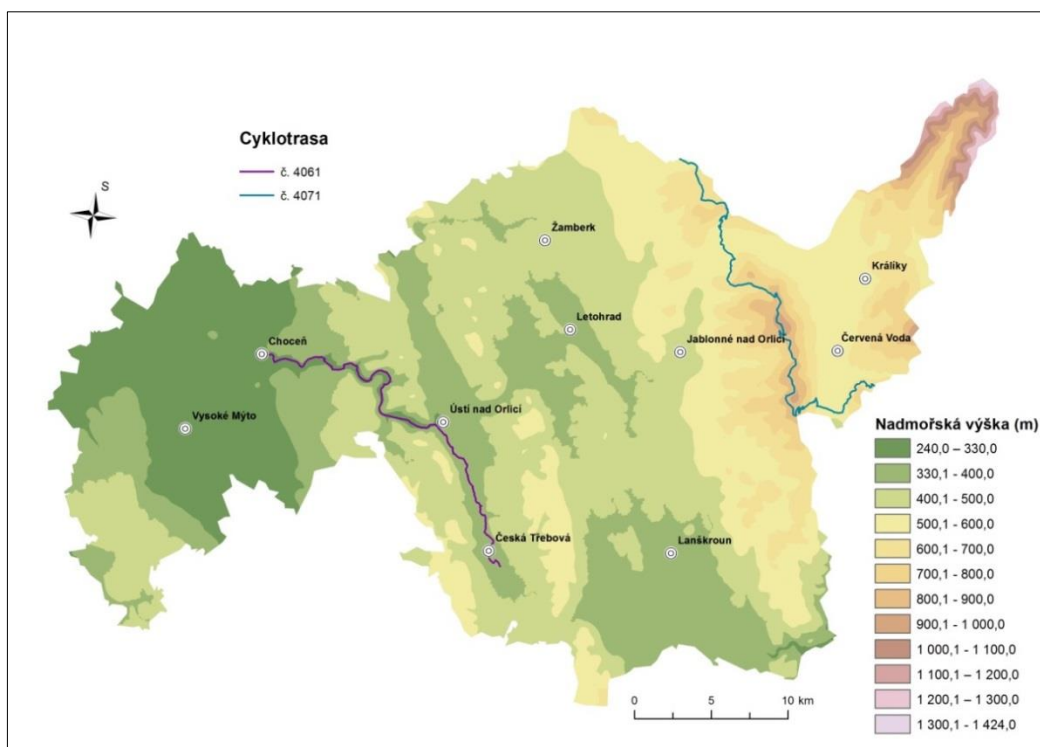 Cyklotrasa
č. 4061
č. 4071
S
Žamberk
Králíky
Letohrad
Choceň
Jablonné nad Orlicí
Červená Voda
Vysoké Mýto
Ústí nad Orlicí
Česká Třebová
Lanškroun
Nadmořská výška (m)
240,0 – 330,0
330,1 - 400,0
400,1 - 500,0
500,1 - 600,0
600,1 - 700,0
700,1 - 800,0
800,1 - 900,0
900,1 - 1 000,0
1 000,1 - 1 100,0
1 100,1 – 1 200,0
1 200,1 - 1 300,0
1 300,1 - 1 424,0
0 5 10 km